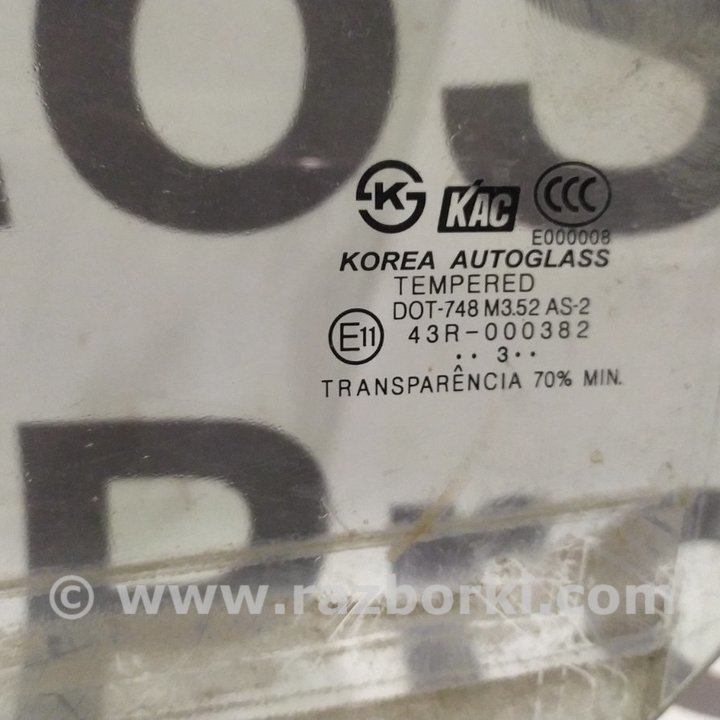 OS
K KAC CCC
E000008
KOREA AUTOGLASS
TEMPERED
DOT-748 M3.52 AS-2
E11 43R-000382
•• 3••
TRANSPARÊNCIA 70% MIN.
© www.razborki.com